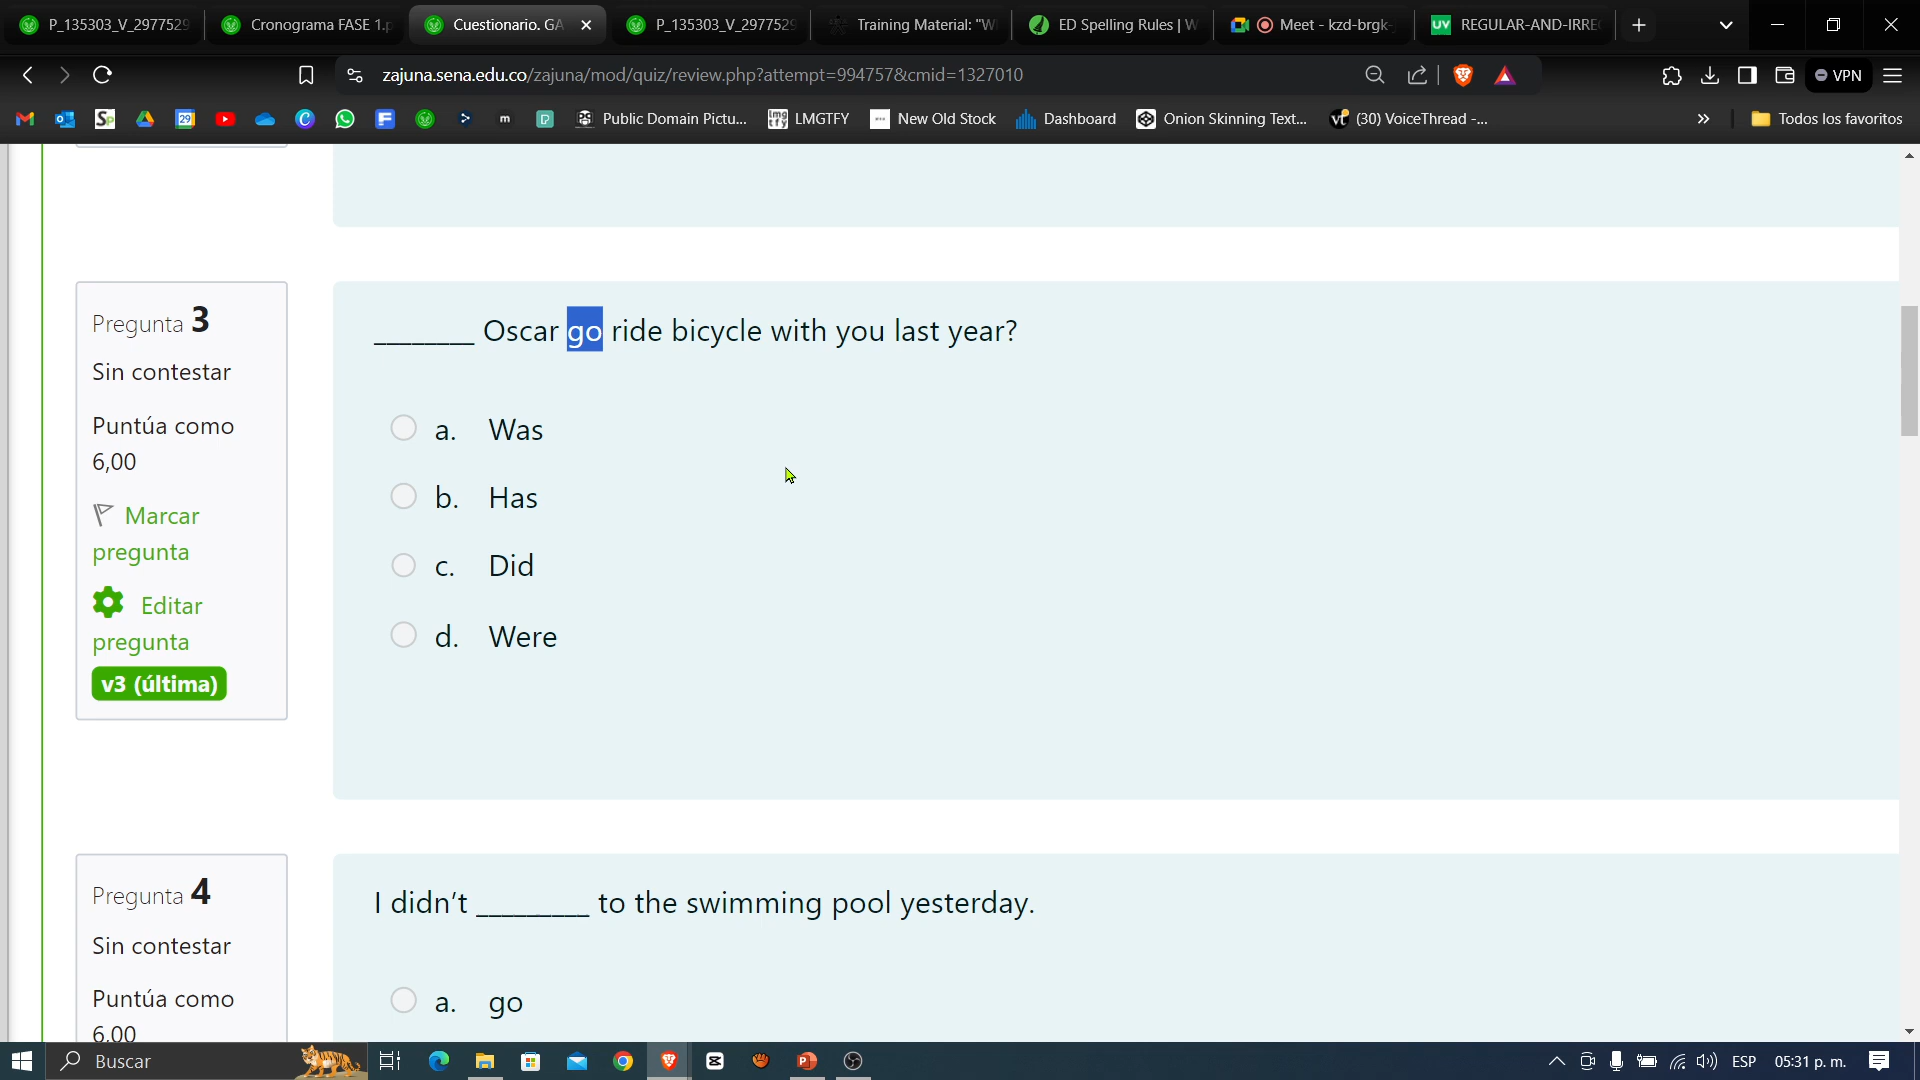 P_135303_V_2977529
Cronograma FASE 1.p
Cuestionario. GA
P_135303_V_2977529
Training Material: "W
ED Spelling Rules | W
Meet - kzd-brgk-
REGULAR-AND-IRRE
zajuna.sena.edu.co/zajuna/mod/quiz/review.php?attempt=994757&cmid=1327010
VPN
Public Domain Pictu...
LMGTFY
New Old Stock
Dashboard
Onion Skinning Text...
(30) VoiceThread -...
Todos los favoritos
Pregunta 3
Sin contestar
Puntúa como
6,00
Marcar
pregunta
Editar
pregunta
v3 (última)
________ Oscar go ride bicycle with you last year?
a. Was
b. Has
c. Did
d. Were
Pregunta 4
Sin contestar
Puntúa como
6,00
I didn't _________ to the swimming pool yesterday.
a. go
Buscar
ESP
05:31 p. m.